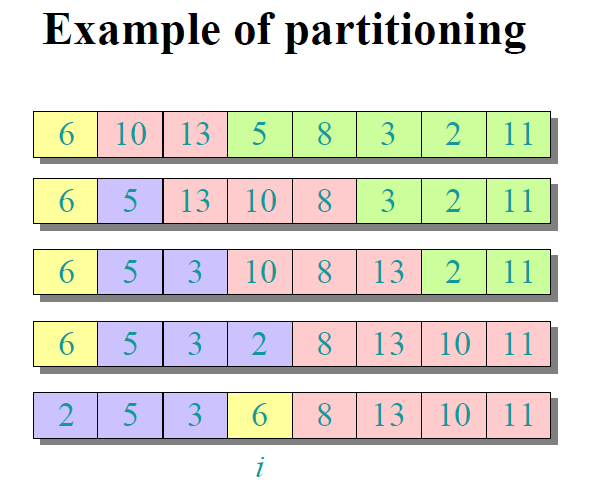 Example of partitioning
6 10 13 5 8 3 2 11
6 5 13 10 8 3 2 11
6 5 3 10 8 13 2 11
6 5 3 2 8 13 10 11
2 5 3 6 8 13 10 11
i